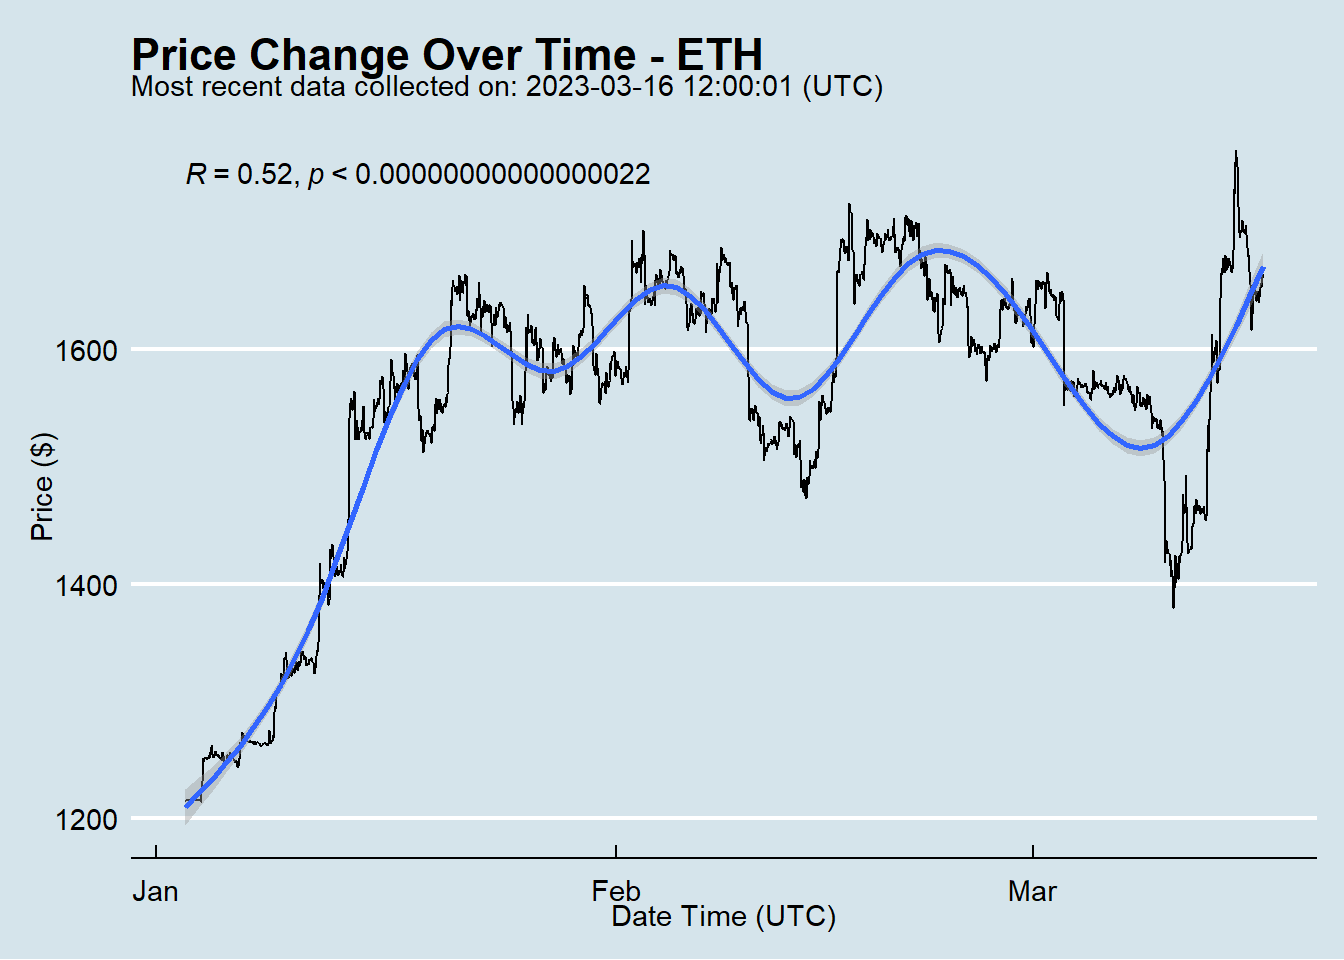 Price Change Over Time - ETH
Most recent data collected on: 2023-03-16 12:00:01 (UTC)
R = 0.52, p < 0.00000000000000022
Price ($)
1600
1400
1200
Jan Feb Mar
Date Time (UTC)